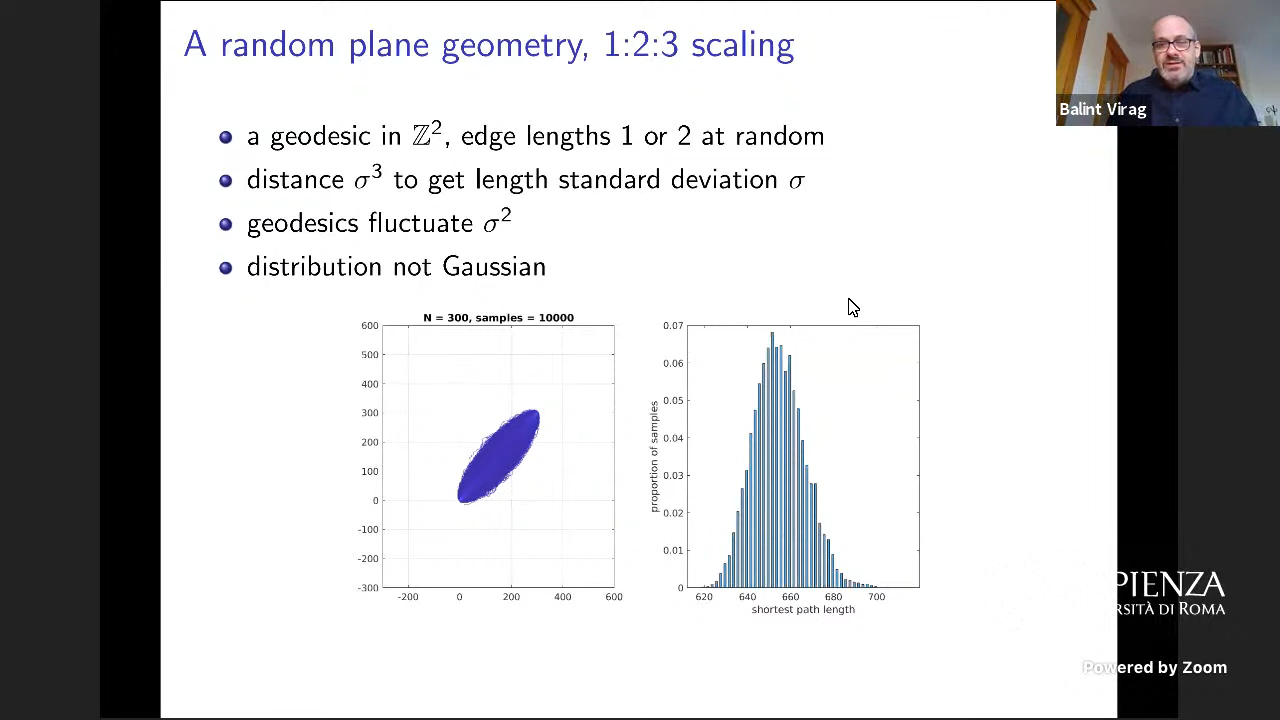 A random plane geometry, 1:2:3 scaling
Balint Virag
a geodesic in ℤ², edge lengths 1 or 2 at random
distance σ³ to get length standard deviation σ
geodesics fluctuate σ²
distribution not Gaussian
N = 300, samples = 10000
600
500
400
300
200
100
0
-100
-200
-300
-200 0 200 400 600
0.07
0.06
0.05
0.04
0.03
0.02
0.01
0
proportion of samples
620 640 660 680 700
shortest path length
PIENZA
RSITÀ DI ROMA
Powered by Zoom